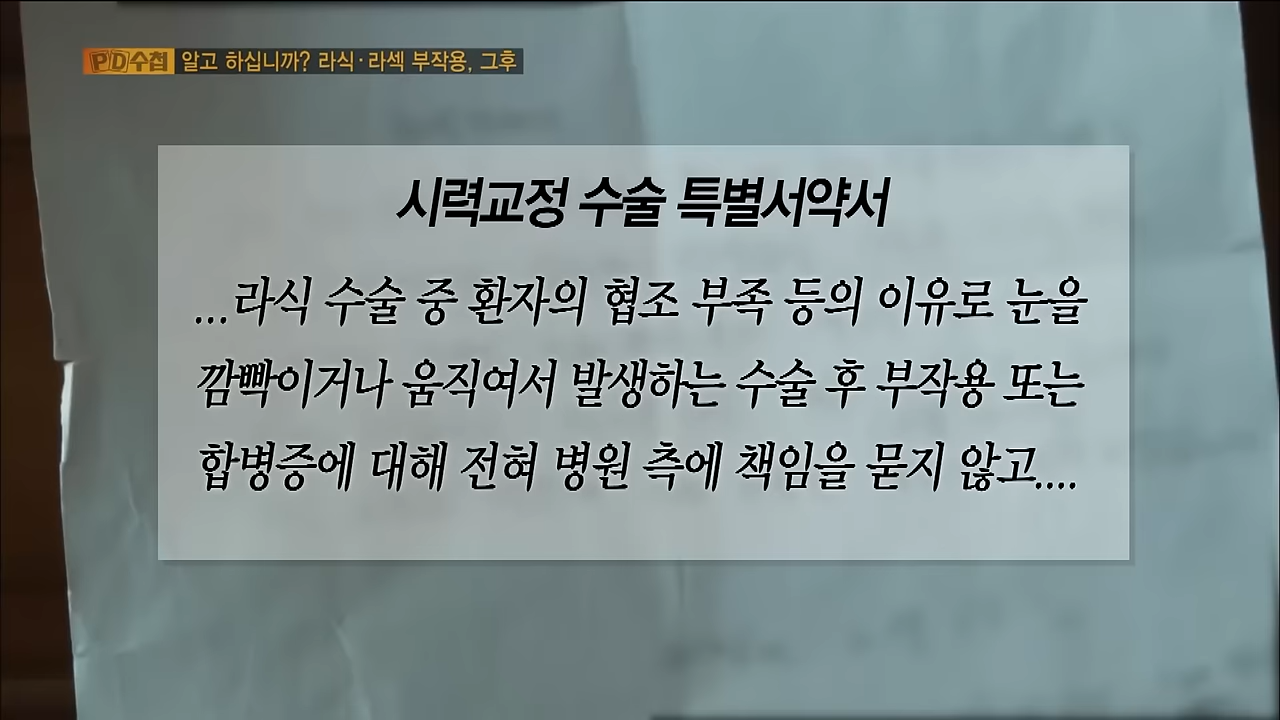 PD수첩 알고 하십니까? 라식·라섹 부작용, 그후
시력교정 수술 특별서약서
...라식 수술 중 환자의 협조 부족 등의 이유로 눈을
깜빡이거나 움직여서 발생하는 수술 후 부작용 또는
합병증에 대해 전혀 병원 측에 책임을 묻지 않고....